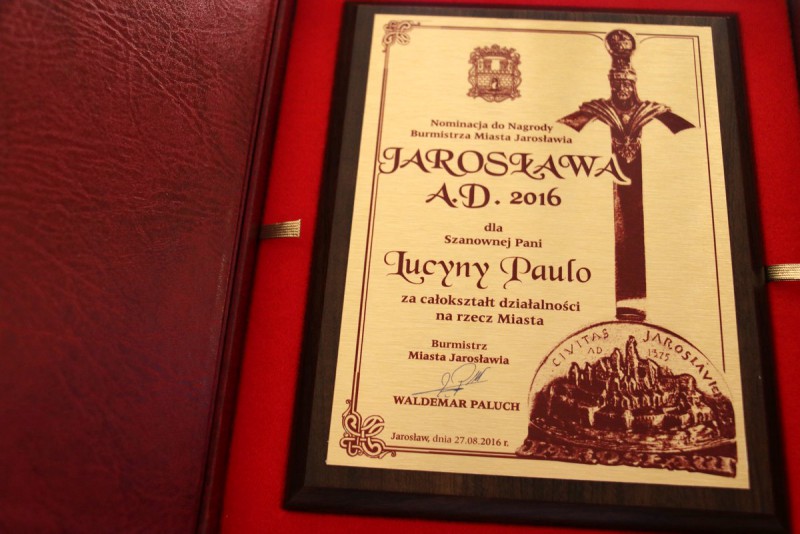 Nominacja do Nagrody
Burmistrza Miasta Jarosławia
JAROSŁAWA
A.D. 2016
dla
Szanownej Pani
Lucyny Paulo
za całokształt działalności
na rzecz Miasta
Burmistrz
Miasta Jarosławia
WALDEMAR PALUCH
Jarosław, dnia 27.08.2016 r.
CIVITAS JAROSŁAVIE
AD 1375